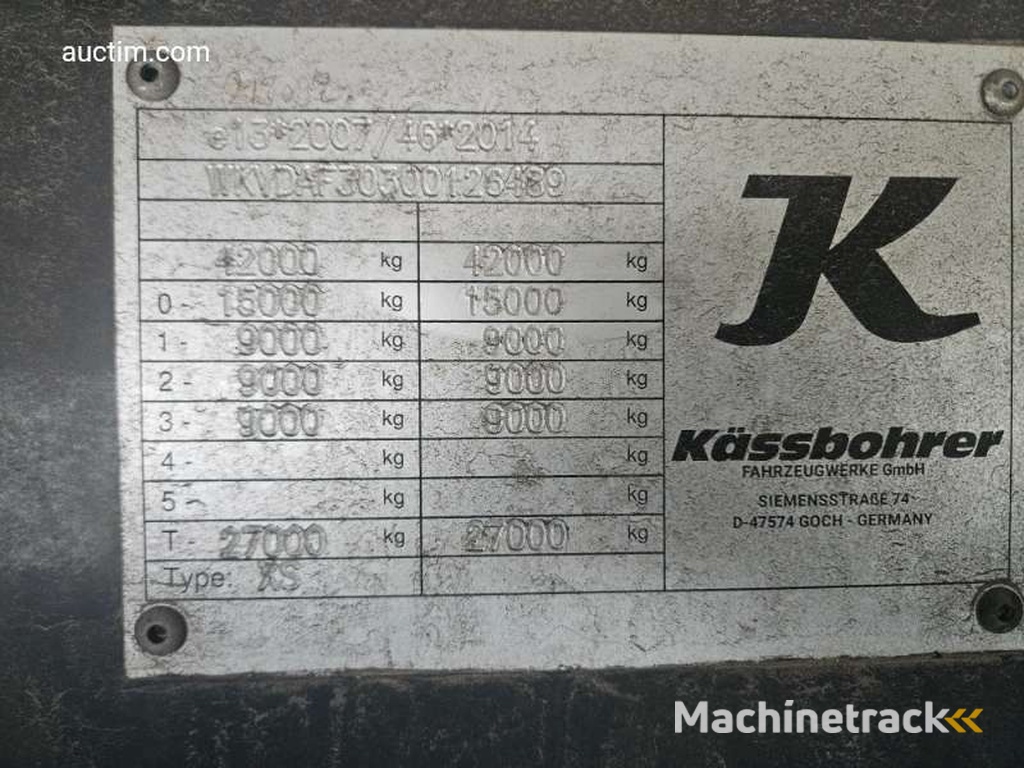 auctim.com
e13*2007/46*2014
WKVDAF30300126489
42000 kg 42000 kg
0 - 15000 kg 15000 kg
1 - 9000 kg 9000 kg
2 - 9000 kg 9000 kg
3 - 9000 kg 9000 kg
4 - kg kg
5 - kg kg
T - 27000 kg 27000 kg
Type: XS
K
Kässbohrer
FAHRZEUGWERKE GmbH
SIEMENSSTRAßE 74
D-47574 GOCH - GERMANY
Machinetrack